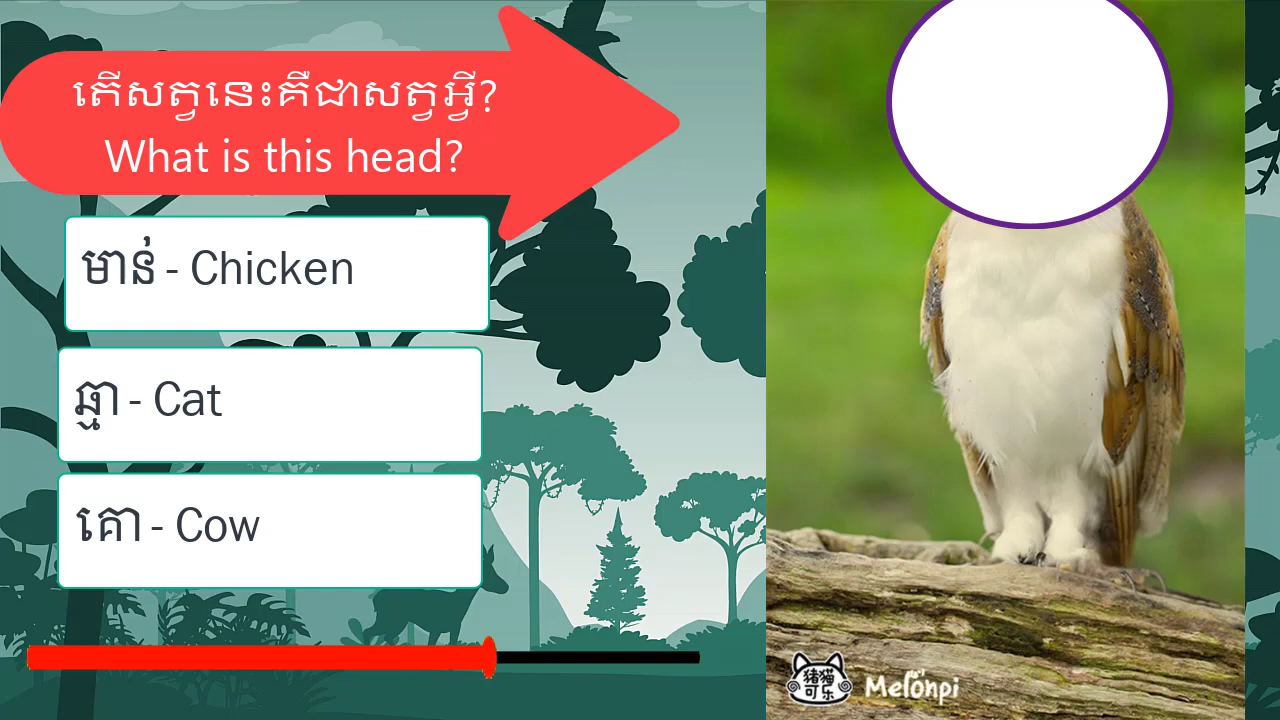 តើសត្វនេះគឺជាសត្វអ្វី?
What is this head?
មាន់ - Chicken
ឆ្មា - Cat
គោ - Cow
猪猫
可乐
Melonpi